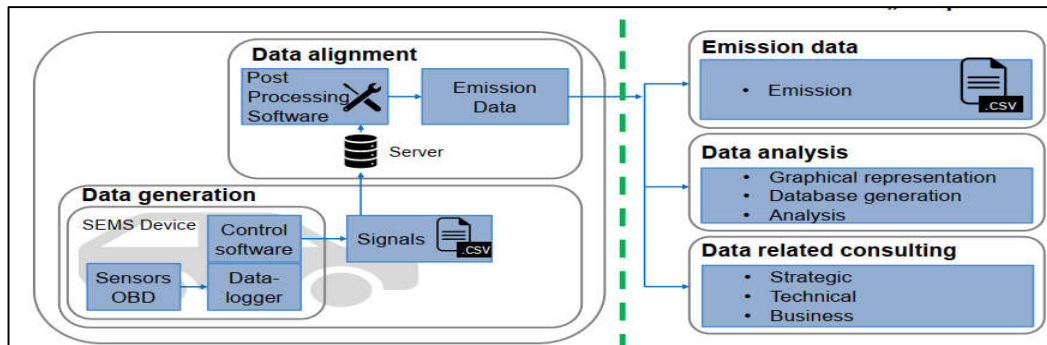 Data alignment
Post
Processing
Software
Emission
Data
Server
Data generation
SEMS Device
Control
software
Signals
.CSV
Sensors
OBD
Data-
logger
Emission data
• Emission
.CSV
Data analysis
• Graphical representation
• Database generation
• Analysis
Data related consulting
• Strategic
• Technical
• Business